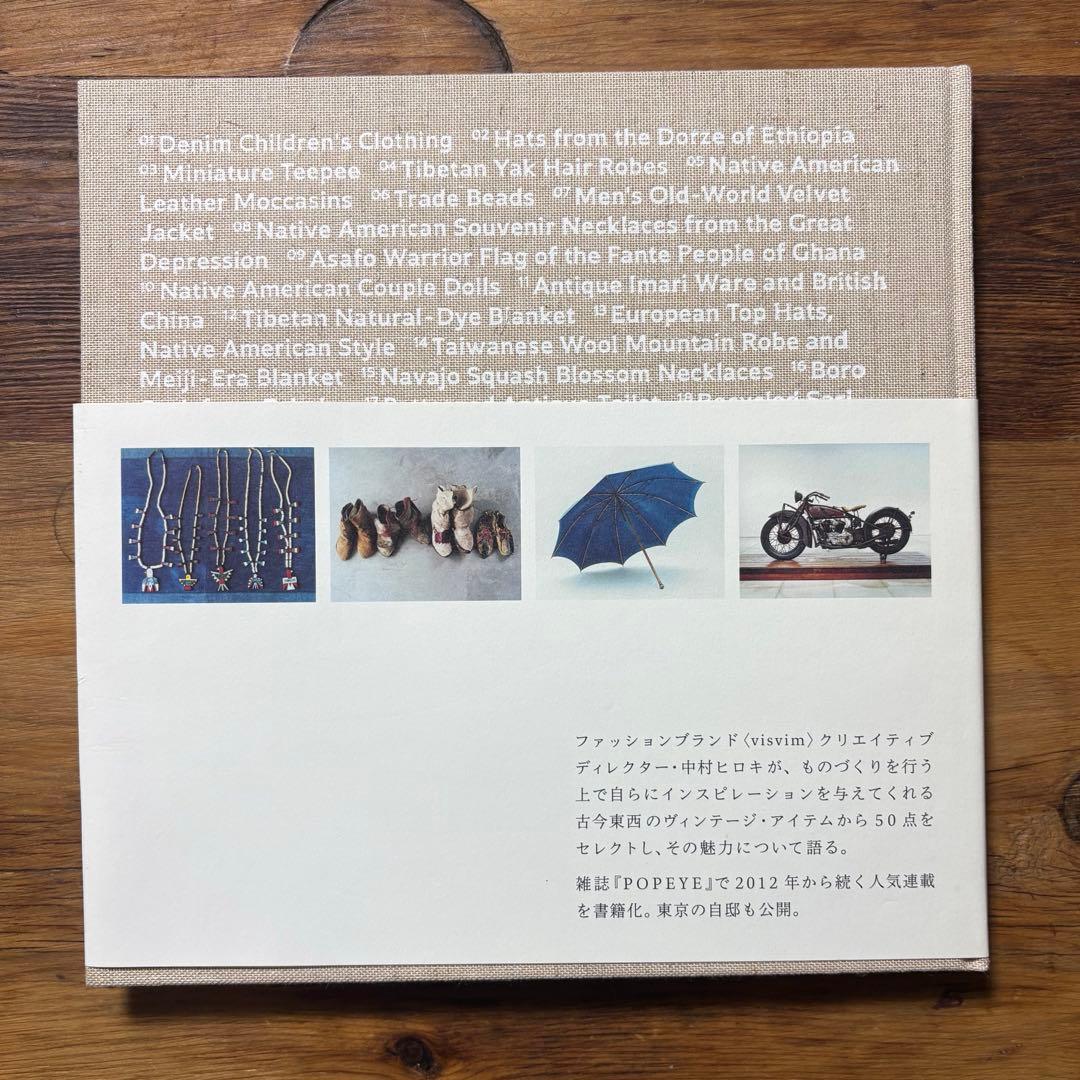 01 Denim Children's Clothing 02 Hats from the Dorze of Ethiopia
03 Miniature Teepee 04 Tibetan Yak Hair Robes 05 Native American
Leather Moccasins 06 Trade Beads 07 Men's Old-World Velvet
Jacket 08 Native American Souvenir Necklaces from the Great
Depression 09 Asafo Warrior Flag of the Fante People of Ghana
10 Native American Couple Dolls 11 Antique Imari Ware and British
China 12 Tibetan Natural-Dye Blanket 13 European Top Hats,
Native American Style 14 Taiwanese Wool Mountain Robe and
Meiji-Era Blanket 15 Navajo Squash Blossom Necklaces 16 Boro
17 Antique Toilet 18 Recycled Sari
ファッションブランド〈visvim〉クリエイティブ
ディレクター・中村ヒロキが、ものづくりを行う
上で自らにインスピレーションを与えてくれる
古今東西のヴィンテージ・アイテムから50点を
セレクトし、その魅力について語る。
雑誌『POPEYE』で2012年から続く人気連載
を書籍化。東京の自邸も公開。